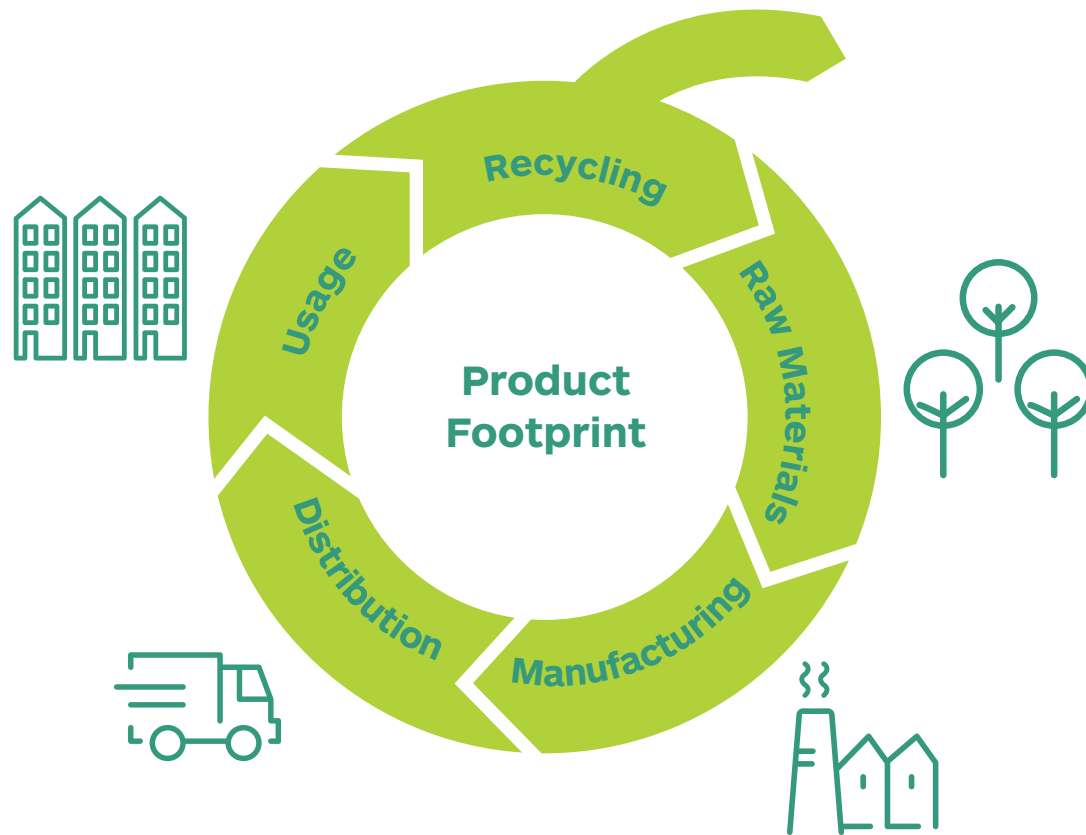 Recycling
Raw Materials
Manufacturing
Distribution
Usage
Product
Footprint